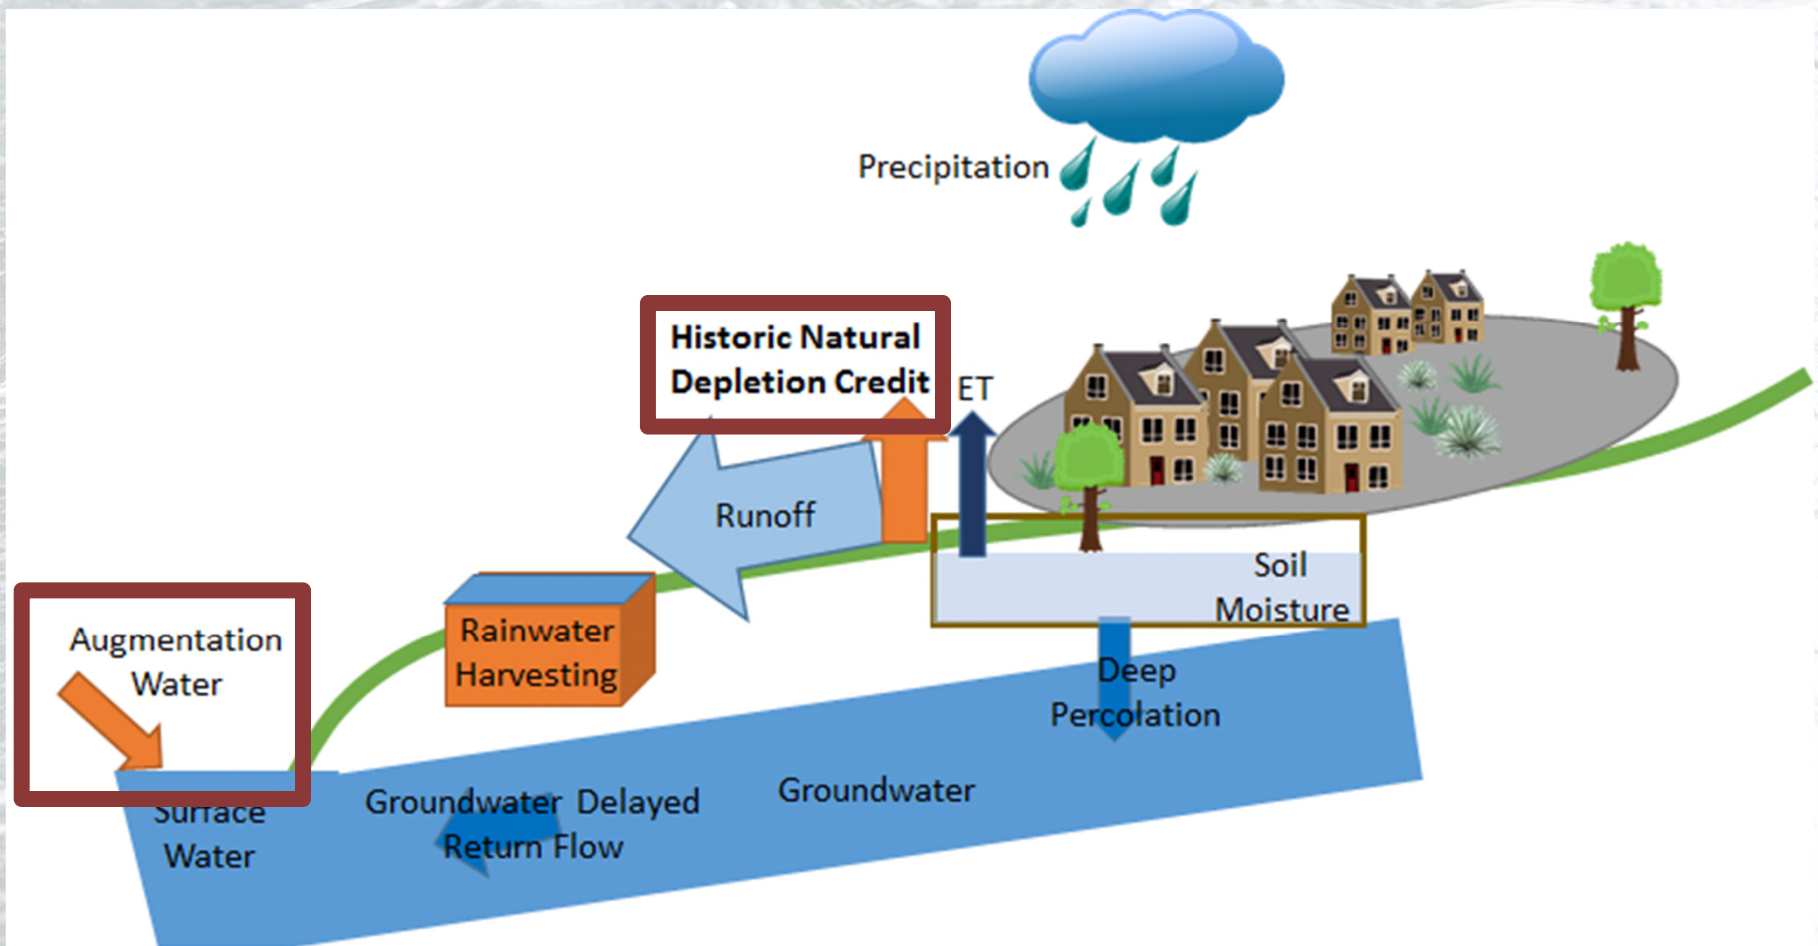 Precipitation
Historic Natural
Depletion Credit
ET
Runoff
Soil
Moisture
Rainwater
Harvesting
Augmentation
Water
Deep
Percolation
Groundwater
Groundwater Delayed
Return Flow
Surface
Water